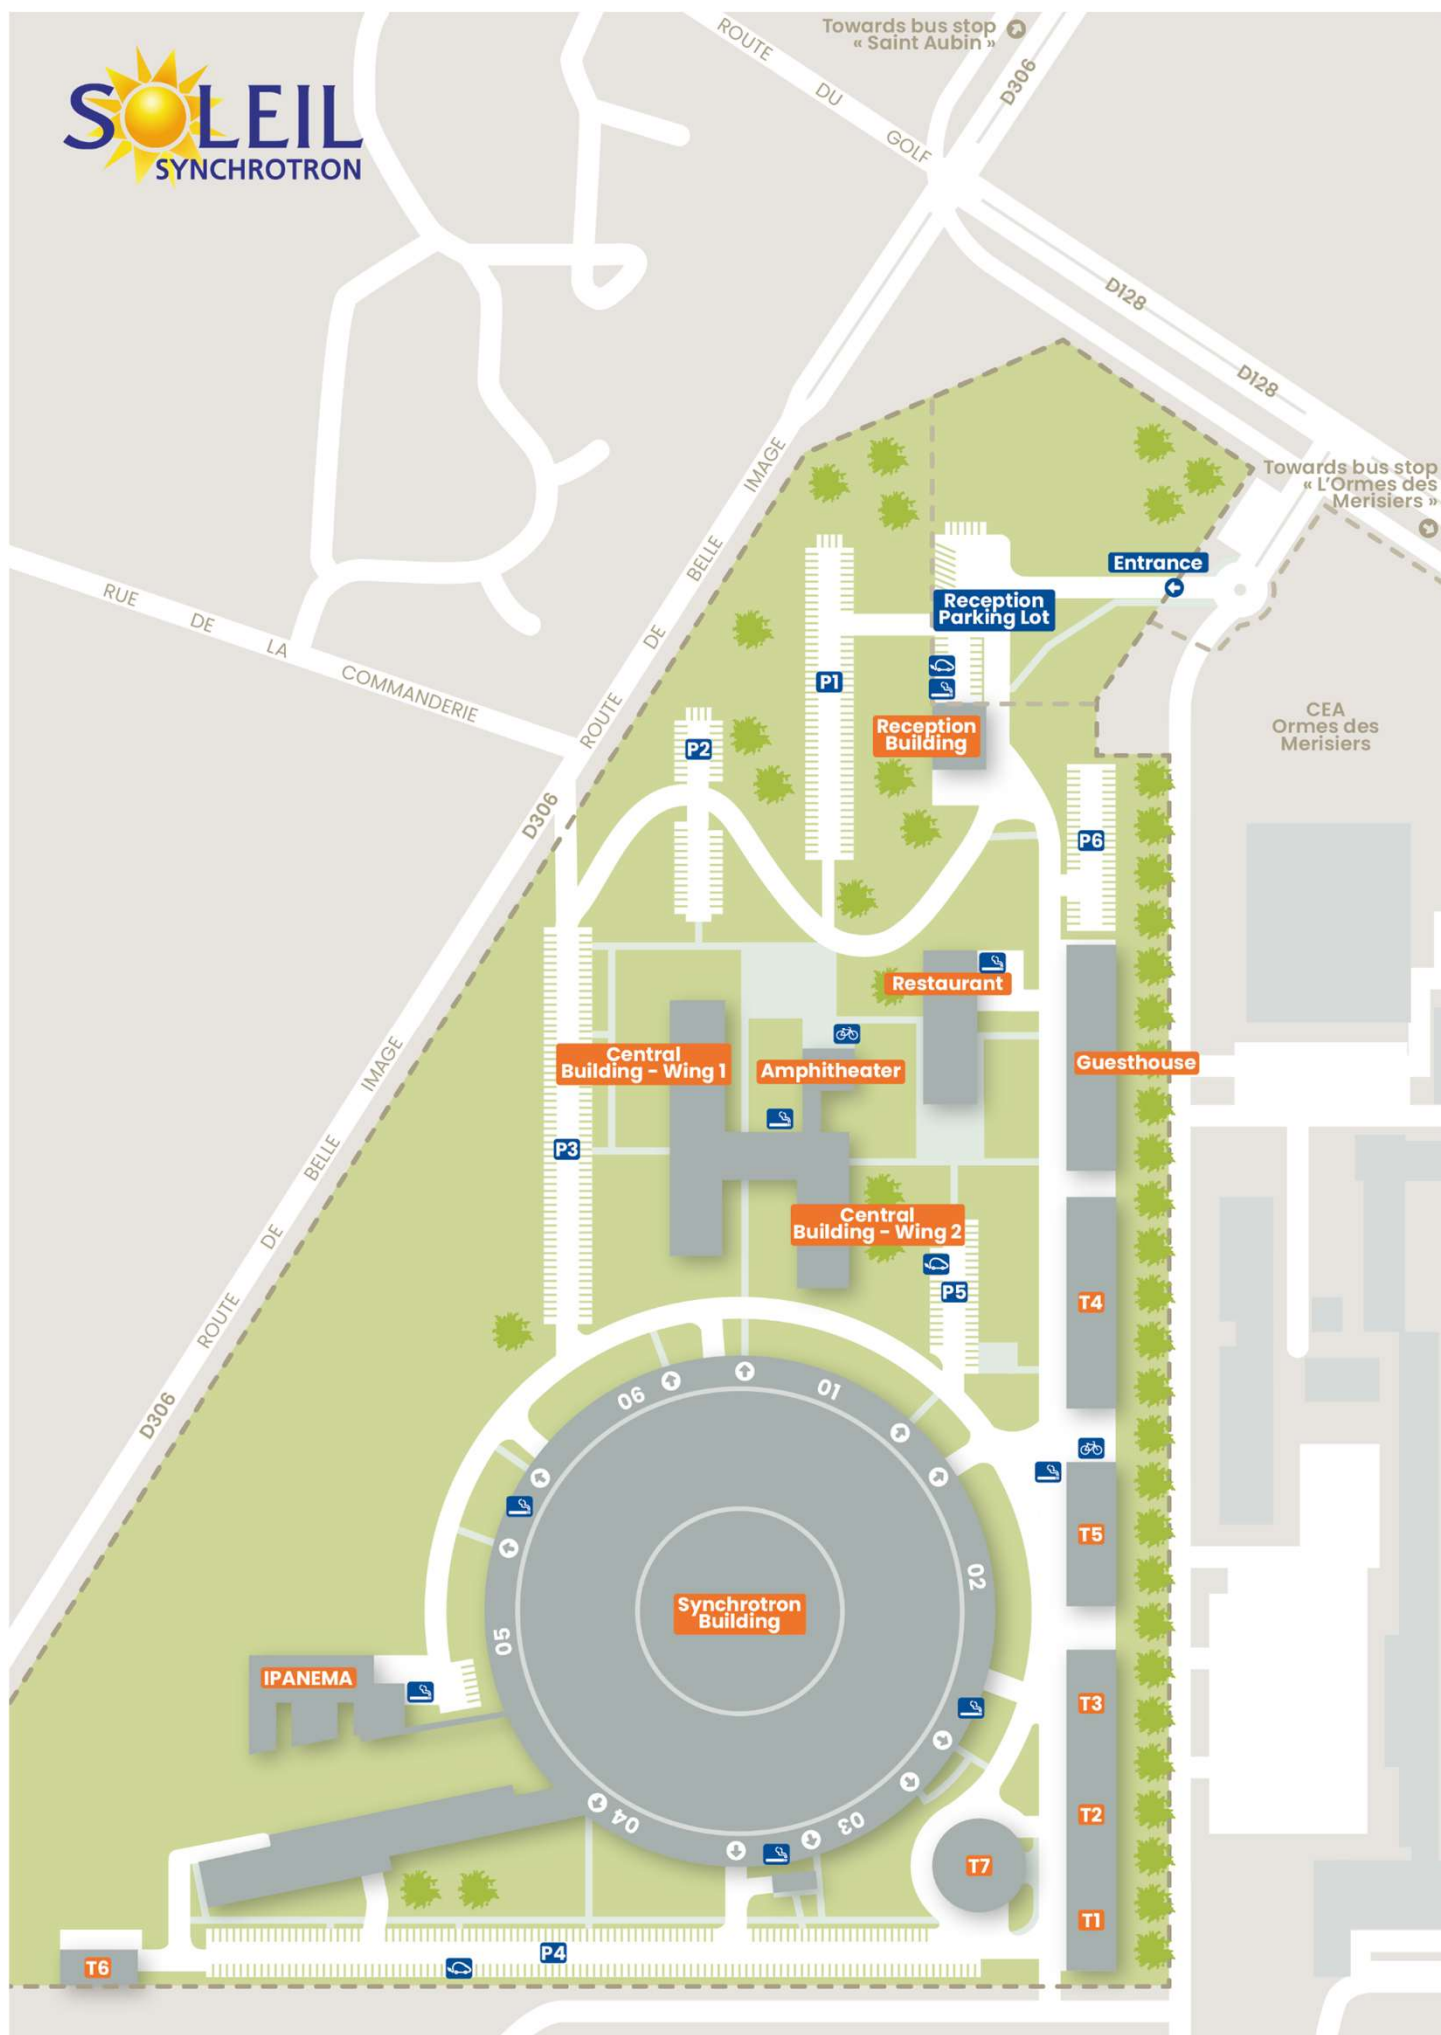 SOLEIL
SYNCHROTRON
Towards bus stop
« Saint Aubin »
ROUTE DU GOLF
D306
D128
D128
Towards bus stop
« L'Ormes des
Merisiers »
ROUTE DE BELLE IMAGE
Entrance
Reception
Parking Lot
RUE DE LA COMMANDERIE
P1
P2
Reception
Building
CEA
Ormes des
Merisiers
D306
P6
Restaurant
Central
Building - Wing 1
Amphitheater
Guesthouse
P3
ROUTE DE BELLE IMAGE
Central
Building - Wing 2
P5
T4
D306
06
01
T5
02
Synchrotron
Building
05
IPANEMA
T3
T2
04
03
T7
T1
P4
T6